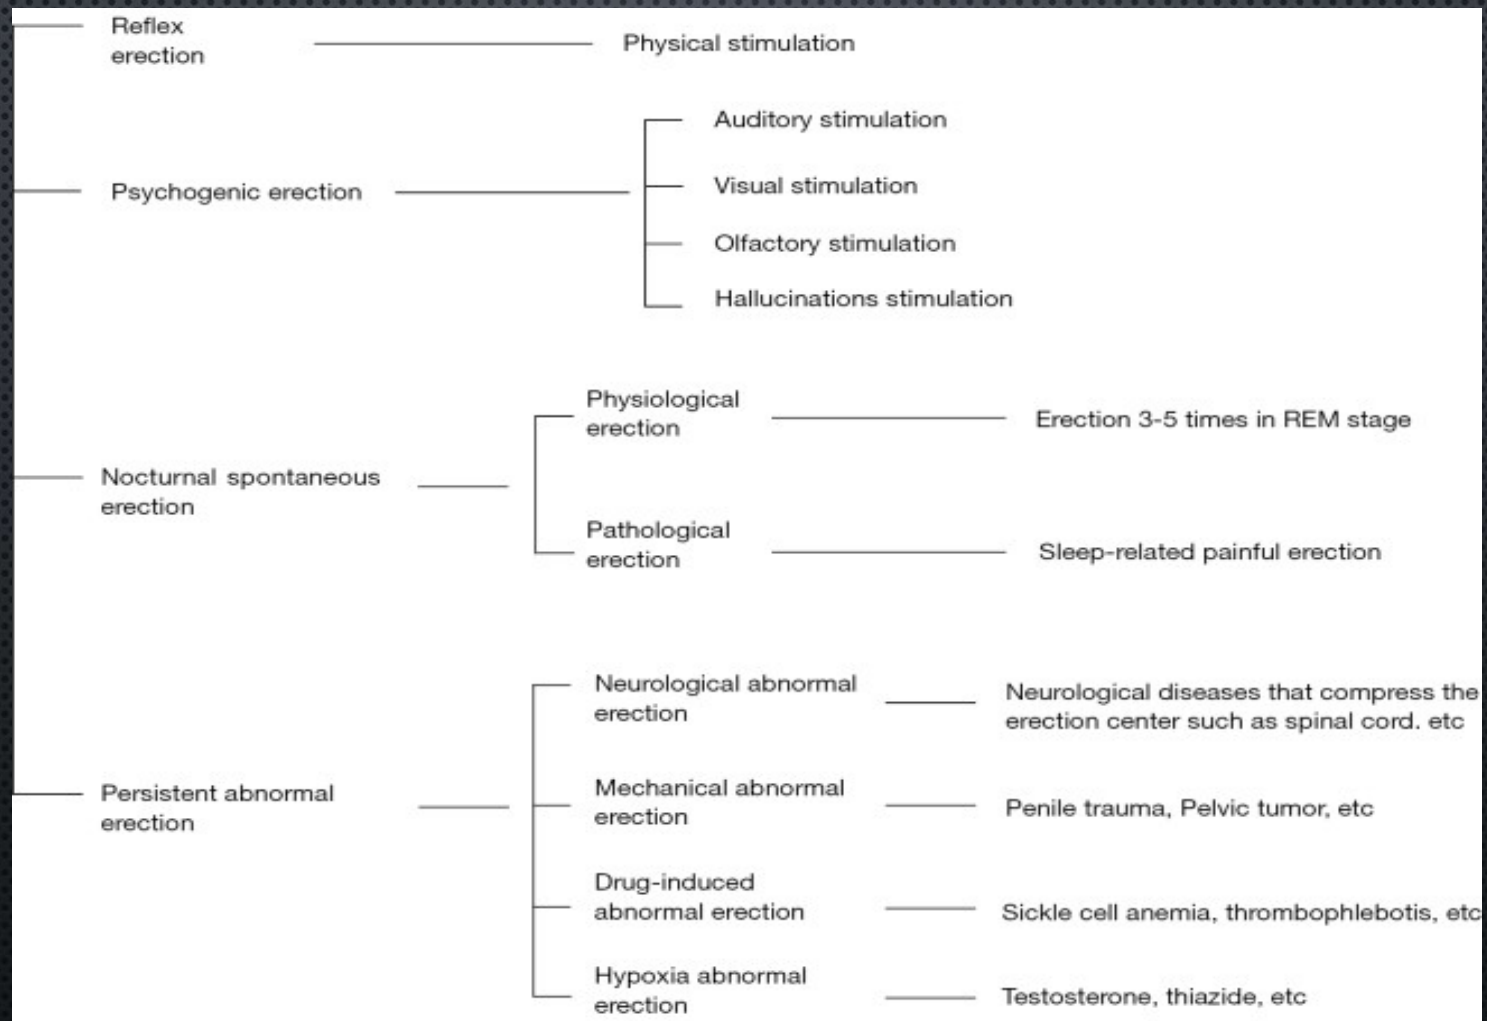 Reflex
erection
Physical stimulation
Psychogenic erection
Auditory stimulation
Visual stimulation
Olfactory stimulation
Hallucinations stimulation
Nocturnal spontaneous
erection
Physiological
erection
Erection 3-5 times in REM stage
Pathological
erection
Sleep-related painful erection
Persistent abnormal
erection
Neurological abnormal
erection
Neurological diseases that compress the
erection center such as spinal cord. etc
Mechanical abnormal
erection
Penile trauma, Pelvic tumor, etc
Drug-induced
abnormal erection
Sickle cell anemia, thrombophlebotis, etc
Hypoxia abnormal
erection
Testosterone, thiazide, etc